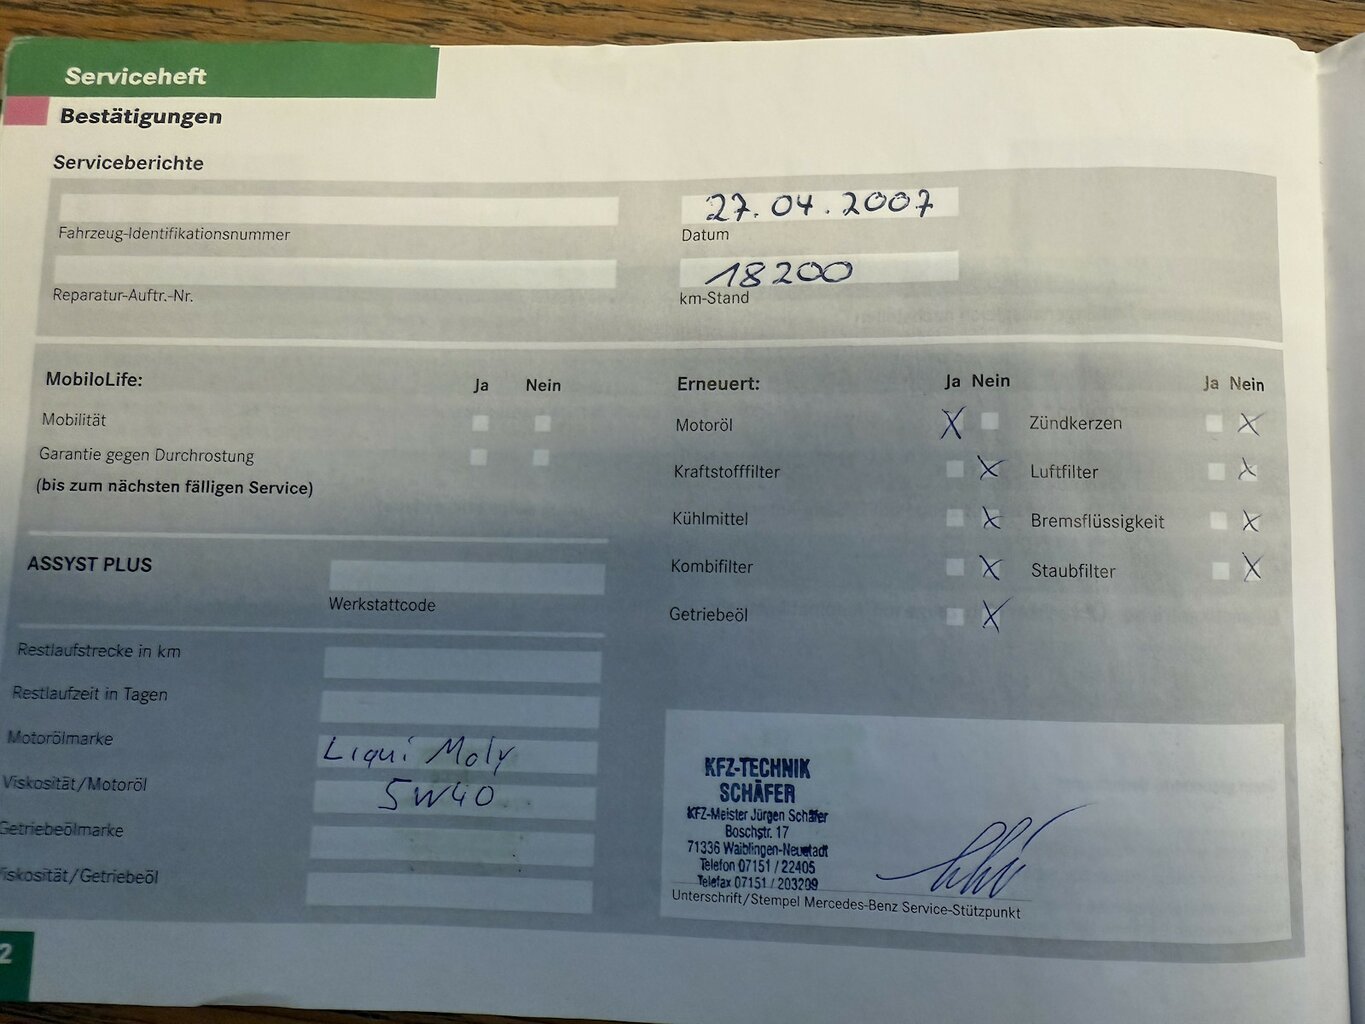 Serviceheft
Bestätigungen
Serviceberichte
Fahrzeug-Identifikationsnummer
27.04.2007
Datum
Reparatur-Auftr.-Nr.
18200
km-Stand
MobiloLife:
Ja Nein
Mobilität
Garantie gegen Durchrostung
(bis zum nächsten fälligen Service)
ASSYST PLUS
Werkstattcode
Restlaufstrecke in km
Restlaufzeit in Tagen
Motorölmarke
Liqui Moly
Viskosität/Motoröl
5W40
Getriebeölmarke
Viskosität/Getriebeöl
Erneuert:
Ja Nein
Ja Nein
Motoröl X
Zündkerzen X
Kraftstofffilter X
Luftfilter X
Kühlmittel X
Bremsflüssigkeit X
Kombifilter X
Staubfilter X
Getriebeöl X
KFZ-TECHNIK
SCHÄFER
KFZ-Meister Jürgen Schäfer
Boschstr. 17
71336 Waiblingen-Neustadt
Telefon 07151 / 22405
Telefax 07151 / 203209
Unterschrift/Stempel Mercedes-Benz Service-Stützpunkt
2